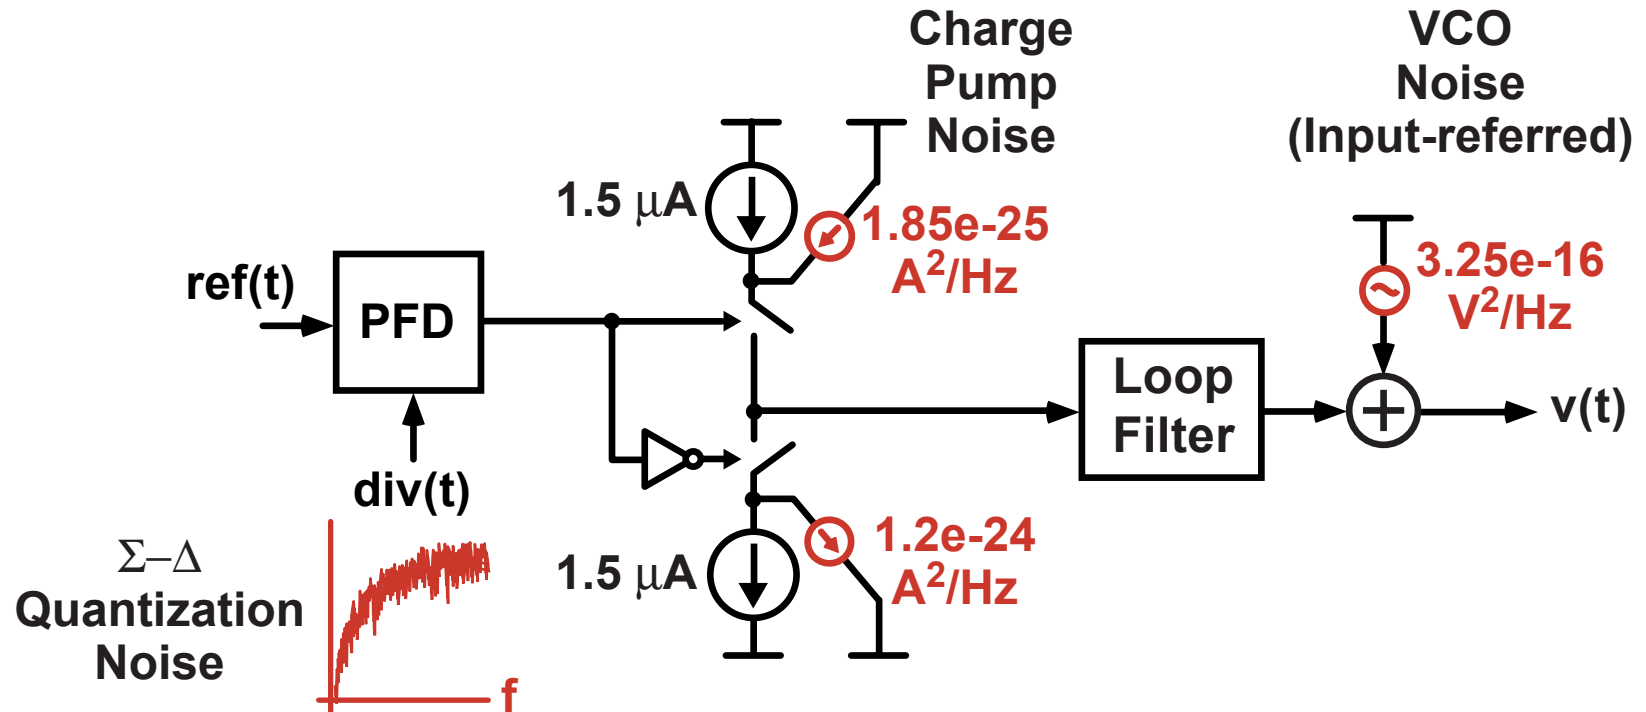 Charge
Pump
Noise
VCO
Noise
(Input-referred)
1.5 μA
1.85e-25
A²/Hz
3.25e-16
V²/Hz
ref(t)
PFD
Loop
Filter
v(t)
div(t)
1.5 μA
1.2e-24
A²/Hz
Σ−Δ
Quantization
Noise
f